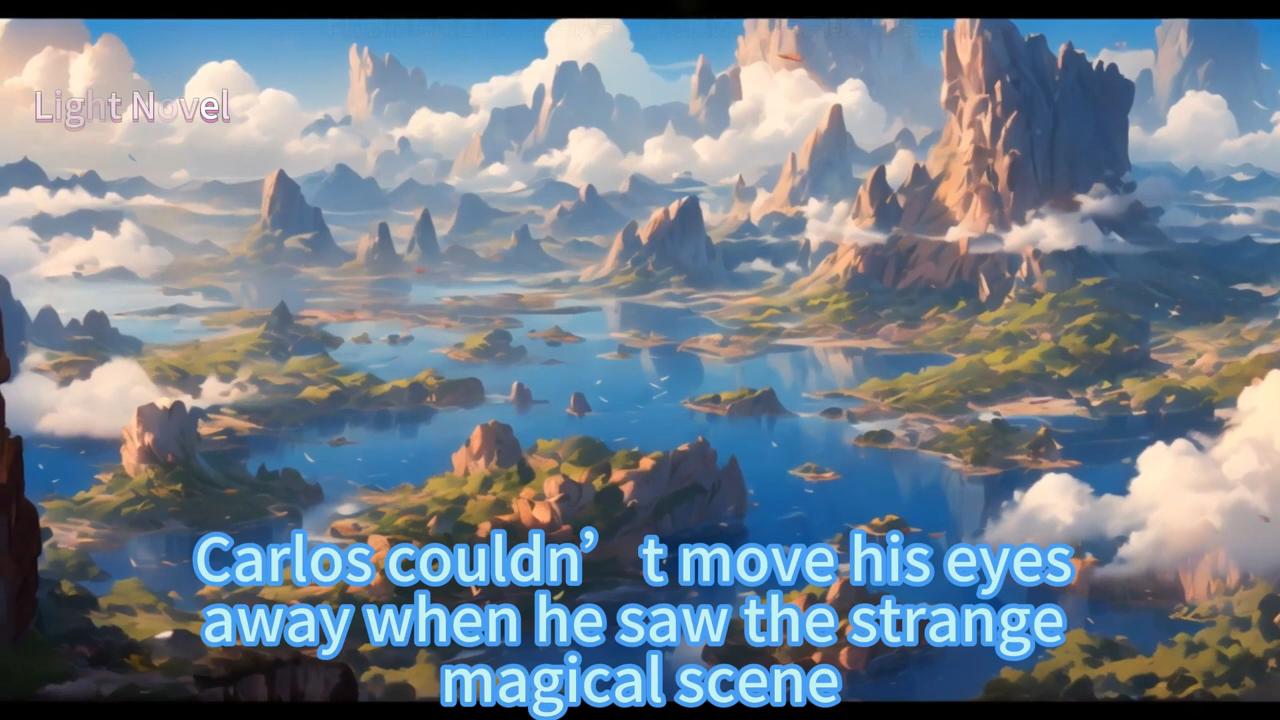 Light Novel
Carlos couldn’ t move his eyes
away when he saw the strange
magical scene